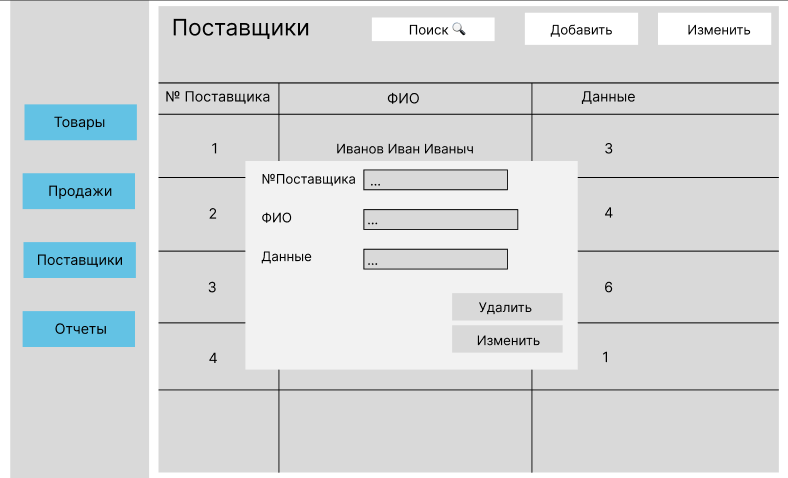 Поставщики
Поиск 🔍
Добавить
Изменить
Товары
Продажи
Поставщики
Отчеты
№ Поставщика ФИО Данные
1 Иванов Иван Иваныч 3
2 4
3 6
4 1
№Поставщика ...
ФИО ...
Данные ...
Удалить
Изменить